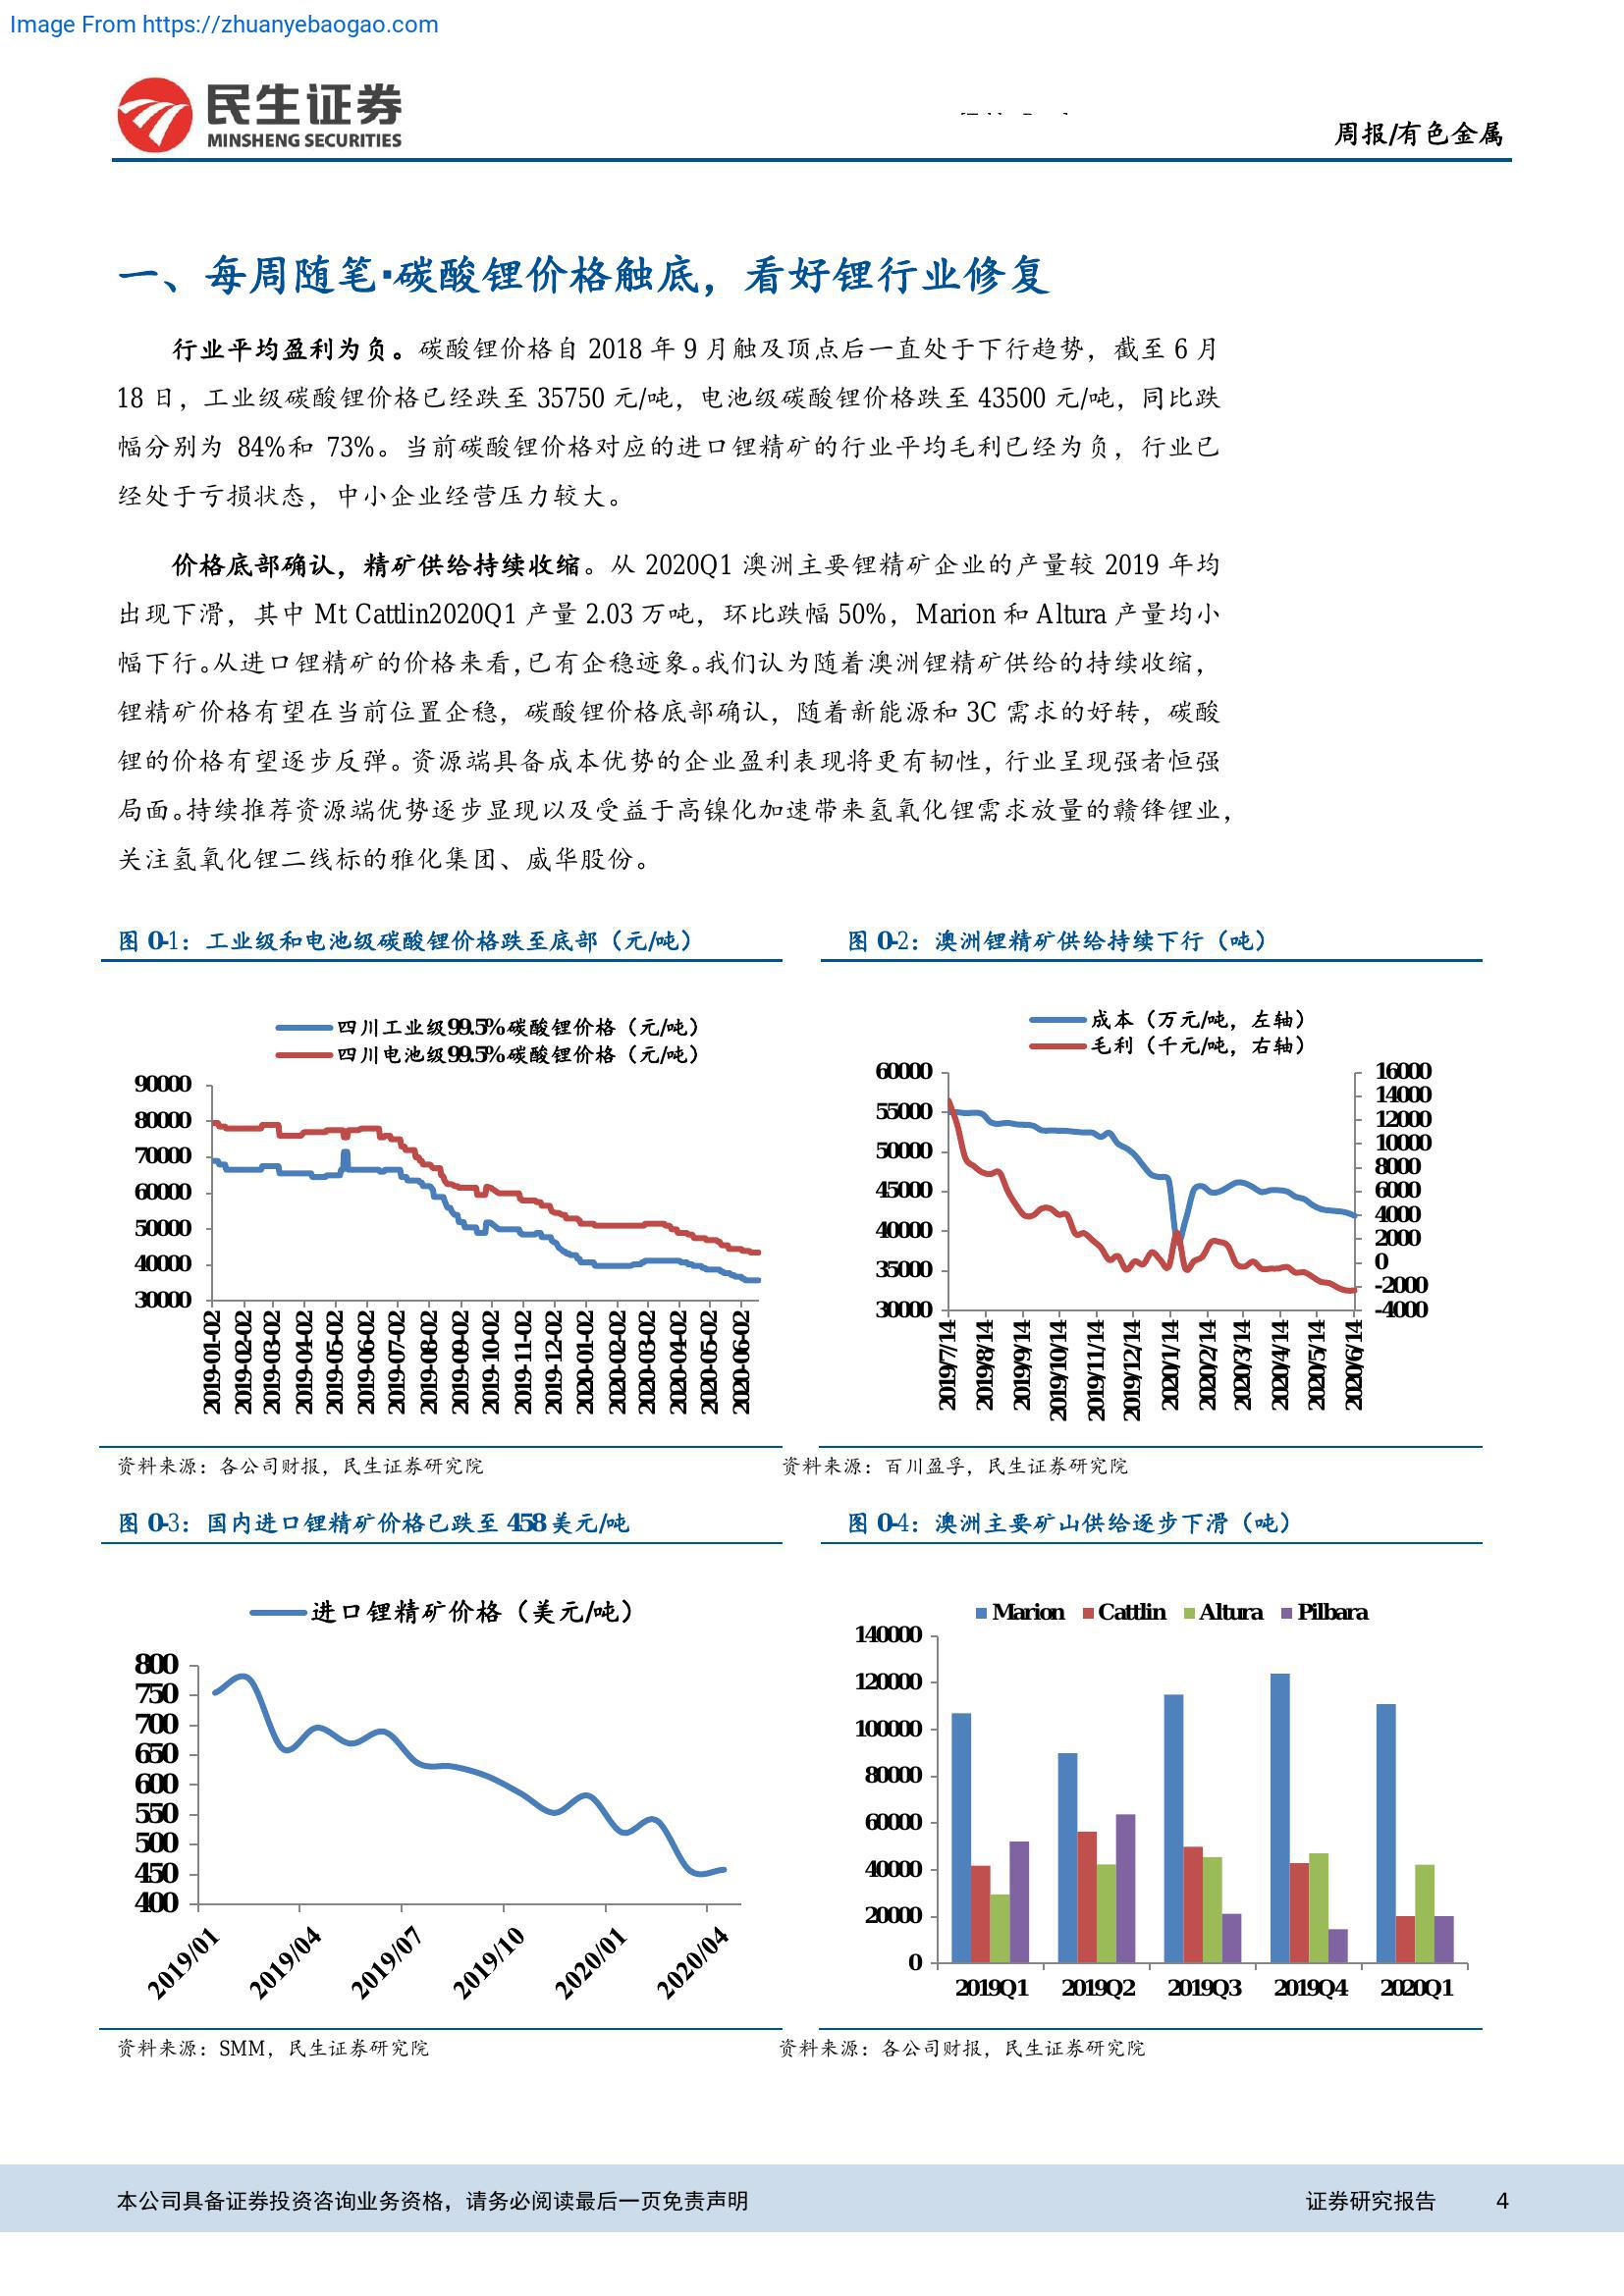 Image From https://zhuanyebaogao.com
民生证券
MINSHENG SECURITIES
周报/有色金属
一、每周随笔·碳酸锂价格触底，看好锂行业修复
行业平均盈利为负。碳酸锂价格自 2018 年 9 月触及顶点后一直处于下行趋势，截至 6 月
18 日，工业级碳酸锂价格已经跌至 35750 元/吨，电池级碳酸锂价格跌至 43500 元/吨，同比跌
幅分别为 84%和 73%。当前碳酸锂价格对应的进口锂精矿的行业平均毛利已经为负，行业已
经处于亏损状态，中小企业经营压力较大。
价格底部确认，精矿供给持续收缩。从 2020Q1 澳洲主要锂精矿企业的产量较 2019 年均
出现下滑，其中 Mt Cattlin2020Q1 产量 2.03 万吨，环比跌幅 50%，Marion 和 Altura 产量均小
幅下行。从进口锂精矿的价格来看，已有企稳迹象。我们认为随着澳洲锂精矿供给的持续收缩，
锂精矿价格有望在当前位置企稳，碳酸锂价格底部确认，随着新能源和 3C 需求的好转，碳酸
锂的价格有望逐步反弹。资源端具备成本优势的企业盈利表现将更有韧性，行业呈现强者恒强
局面。持续推荐资源端优势逐步显现以及受益于高镍化加速带来氢氧化锂需求放量的赣锋锂业，
关注氢氧化锂二线标的雅化集团、威华股份。
图 0-1：工业级和电池级碳酸锂价格跌至底部（元/吨）
四川工业级99.5%碳酸锂价格（元/吨）
四川电池级99.5%碳酸锂价格（元/吨）
90000
80000
70000
60000
50000
40000
30000
2019-01-02
2019-02-02
2019-03-02
2019-04-02
2019-05-02
2019-06-02
2019-07-02
2019-08-02
2019-09-02
2019-10-02
2019-11-02
2019-12-02
2020-01-02
2020-02-02
2020-03-02
2020-04-02
2020-05-02
2020-06-02
资料来源：各公司财报，民生证券研究院
图 0-2：澳洲锂精矿供给持续下行（吨）
成本（万元/吨，左轴）
毛利（千元/吨，右轴）
60000
55000
50000
45000
40000
35000
30000
16000
14000
12000
10000
8000
6000
4000
2000
0
-2000
-4000
2019/7/14
2019/8/14
2019/9/14
2019/10/14
2019/11/14
2019/12/14
2020/1/14
2020/2/14
2020/3/14
2020/4/14
2020/5/14
2020/6/14
资料来源：百川盈孚，民生证券研究院
图 0-3：国内进口锂精矿价格已跌至 458 美元/吨
进口锂精矿价格（美元/吨）
800
750
700
650
600
550
500
450
400
2019/01
2019/04
2019/07
2019/10
2020/01
2020/04
资料来源：SMM，民生证券研究院
图 0-4：澳洲主要矿山供给逐步下滑（吨）
Marion Cattlin Altura Pilbara
140000
120000
100000
80000
60000
40000
20000
0
2019Q1 2019Q2 2019Q3 2019Q4 2020Q1
资料来源：各公司财报，民生证券研究院
本公司具备证券投资咨询业务资格，请务必阅读最后一页免责声明
证券研究报告 4